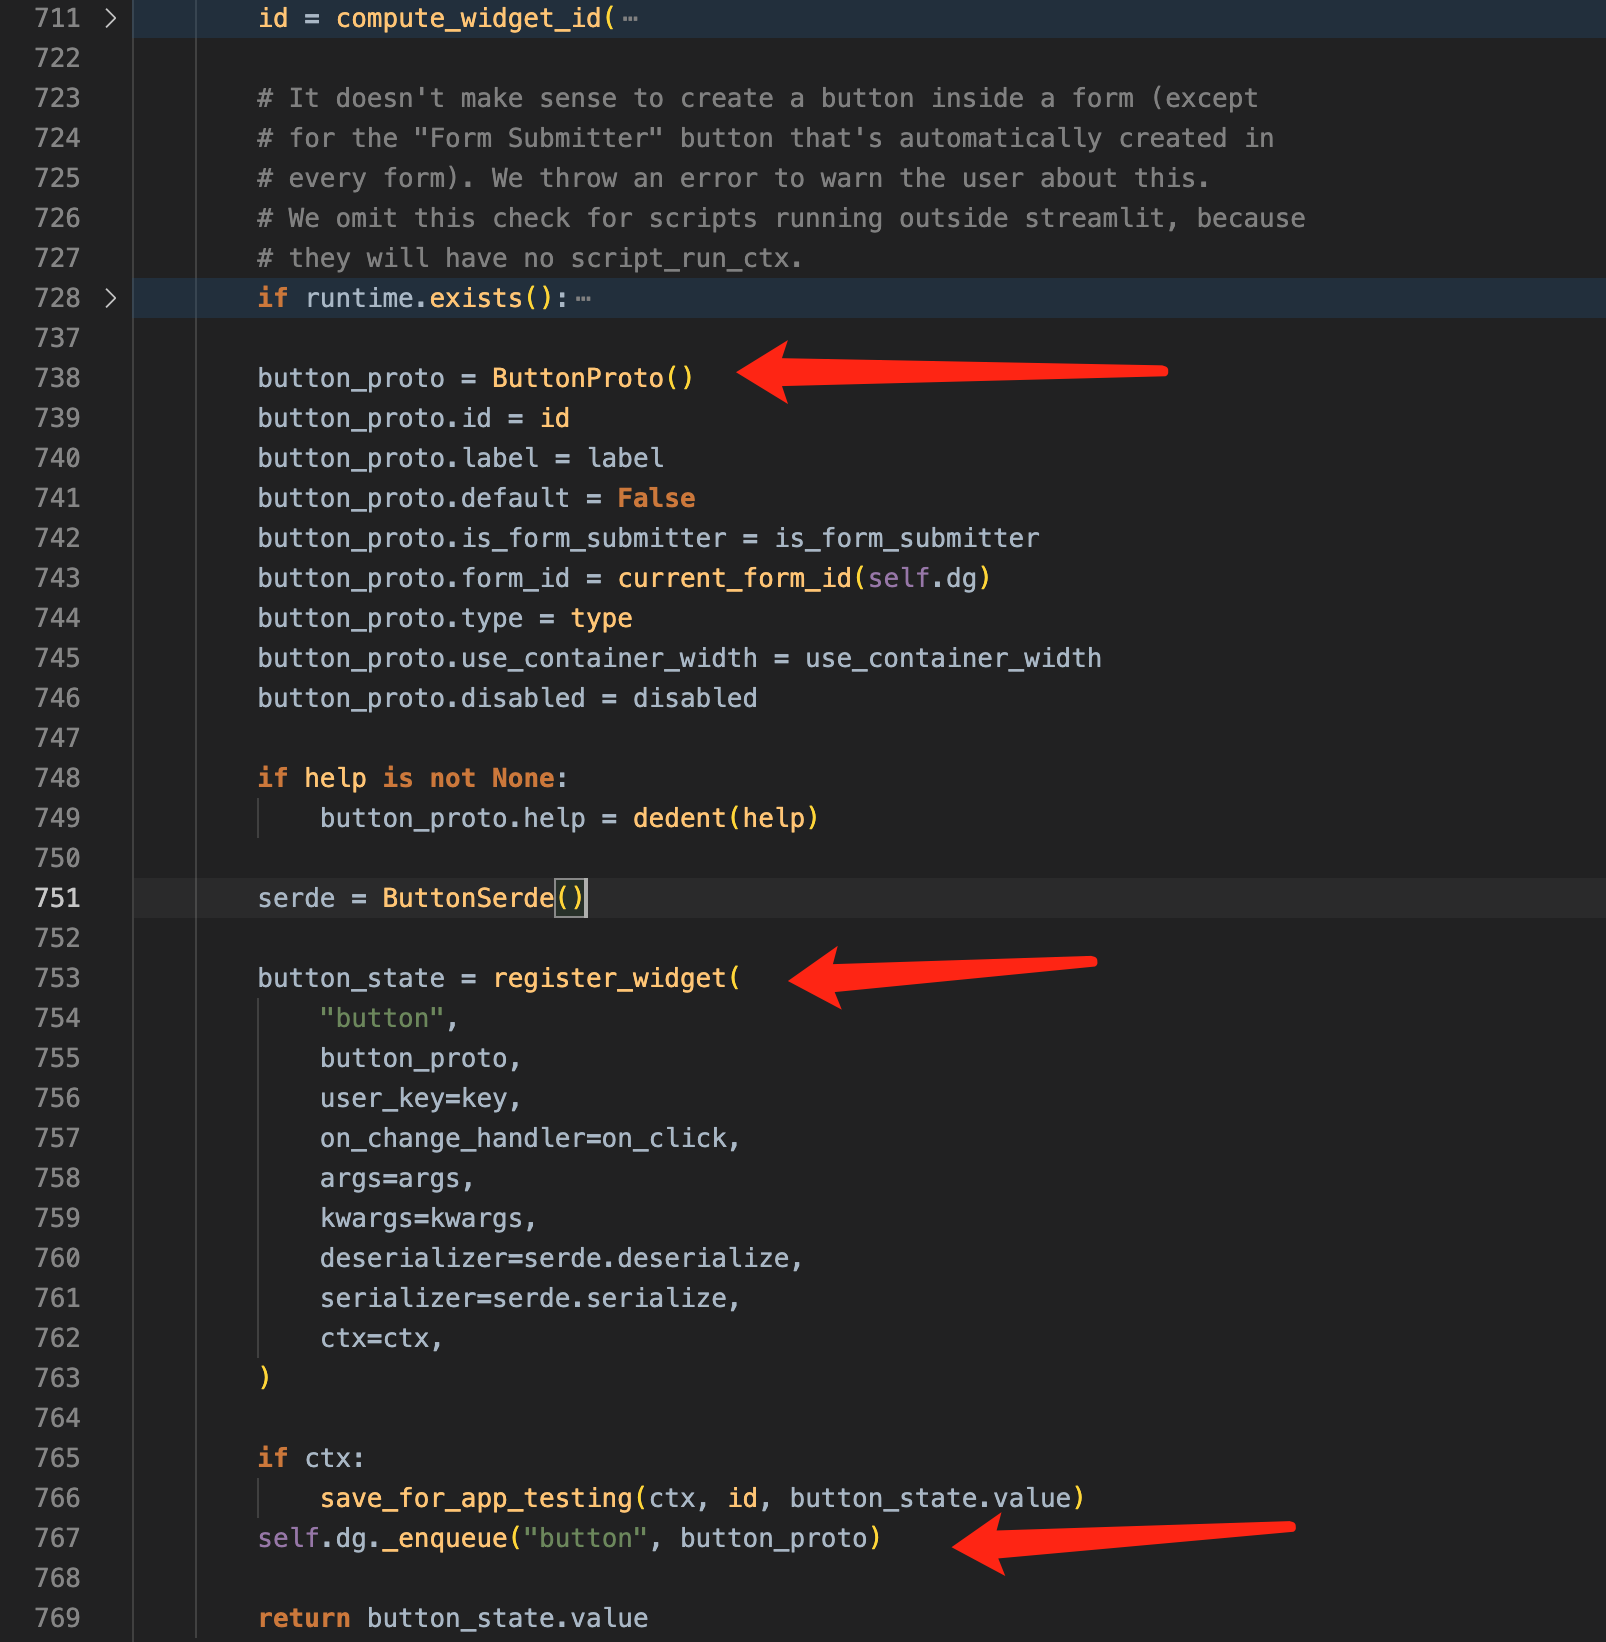 711 > id = compute_widget_id(⋯
722
723 # It doesn't make sense to create a button inside a form (except
724 # for the "Form Submitter" button that's automatically created in
725 # every form). We throw an error to warn the user about this.
726 # We omit this check for scripts running outside streamlit, because
727 # they will have no script_run_ctx.
728 > if runtime.exists():⋯
737
738 button_proto = ButtonProto()
739 button_proto.id = id
740 button_proto.label = label
741 button_proto.default = False
742 button_proto.is_form_submitter = is_form_submitter
743 button_proto.form_id = current_form_id(self.dg)
744 button_proto.type = type
745 button_proto.use_container_width = use_container_width
746 button_proto.disabled = disabled
747
748 if help is not None:
749 button_proto.help = dedent(help)
750
751 serde = ButtonSerde()
752
753 button_state = register_widget(
754 "button",
755 button_proto,
756 user_key=key,
757 on_change_handler=on_click,
758 args=args,
759 kwargs=kwargs,
760 deserializer=serde.deserialize,
761 serializer=serde.serialize,
762 ctx=ctx,
763 )
764
765 if ctx:
766 save_for_app_testing(ctx, id, button_state.value)
767 self.dg._enqueue("button", button_proto)
768
769 return button_state.value